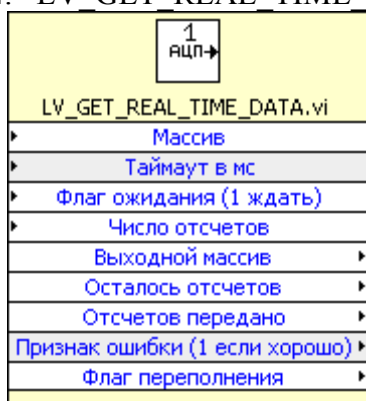 LV_GET_REAL_TIME_
1
АЦП
LV_GET_REAL_TIME_DATA.vi
Массив
Таймаут в мс
Флаг ожидания (1 ждать)
Число отсчетов
Выходной массив
Осталось отсчетов
Отсчетов передано
Признак ошибки (1 если хорошо)
Флаг переполнения